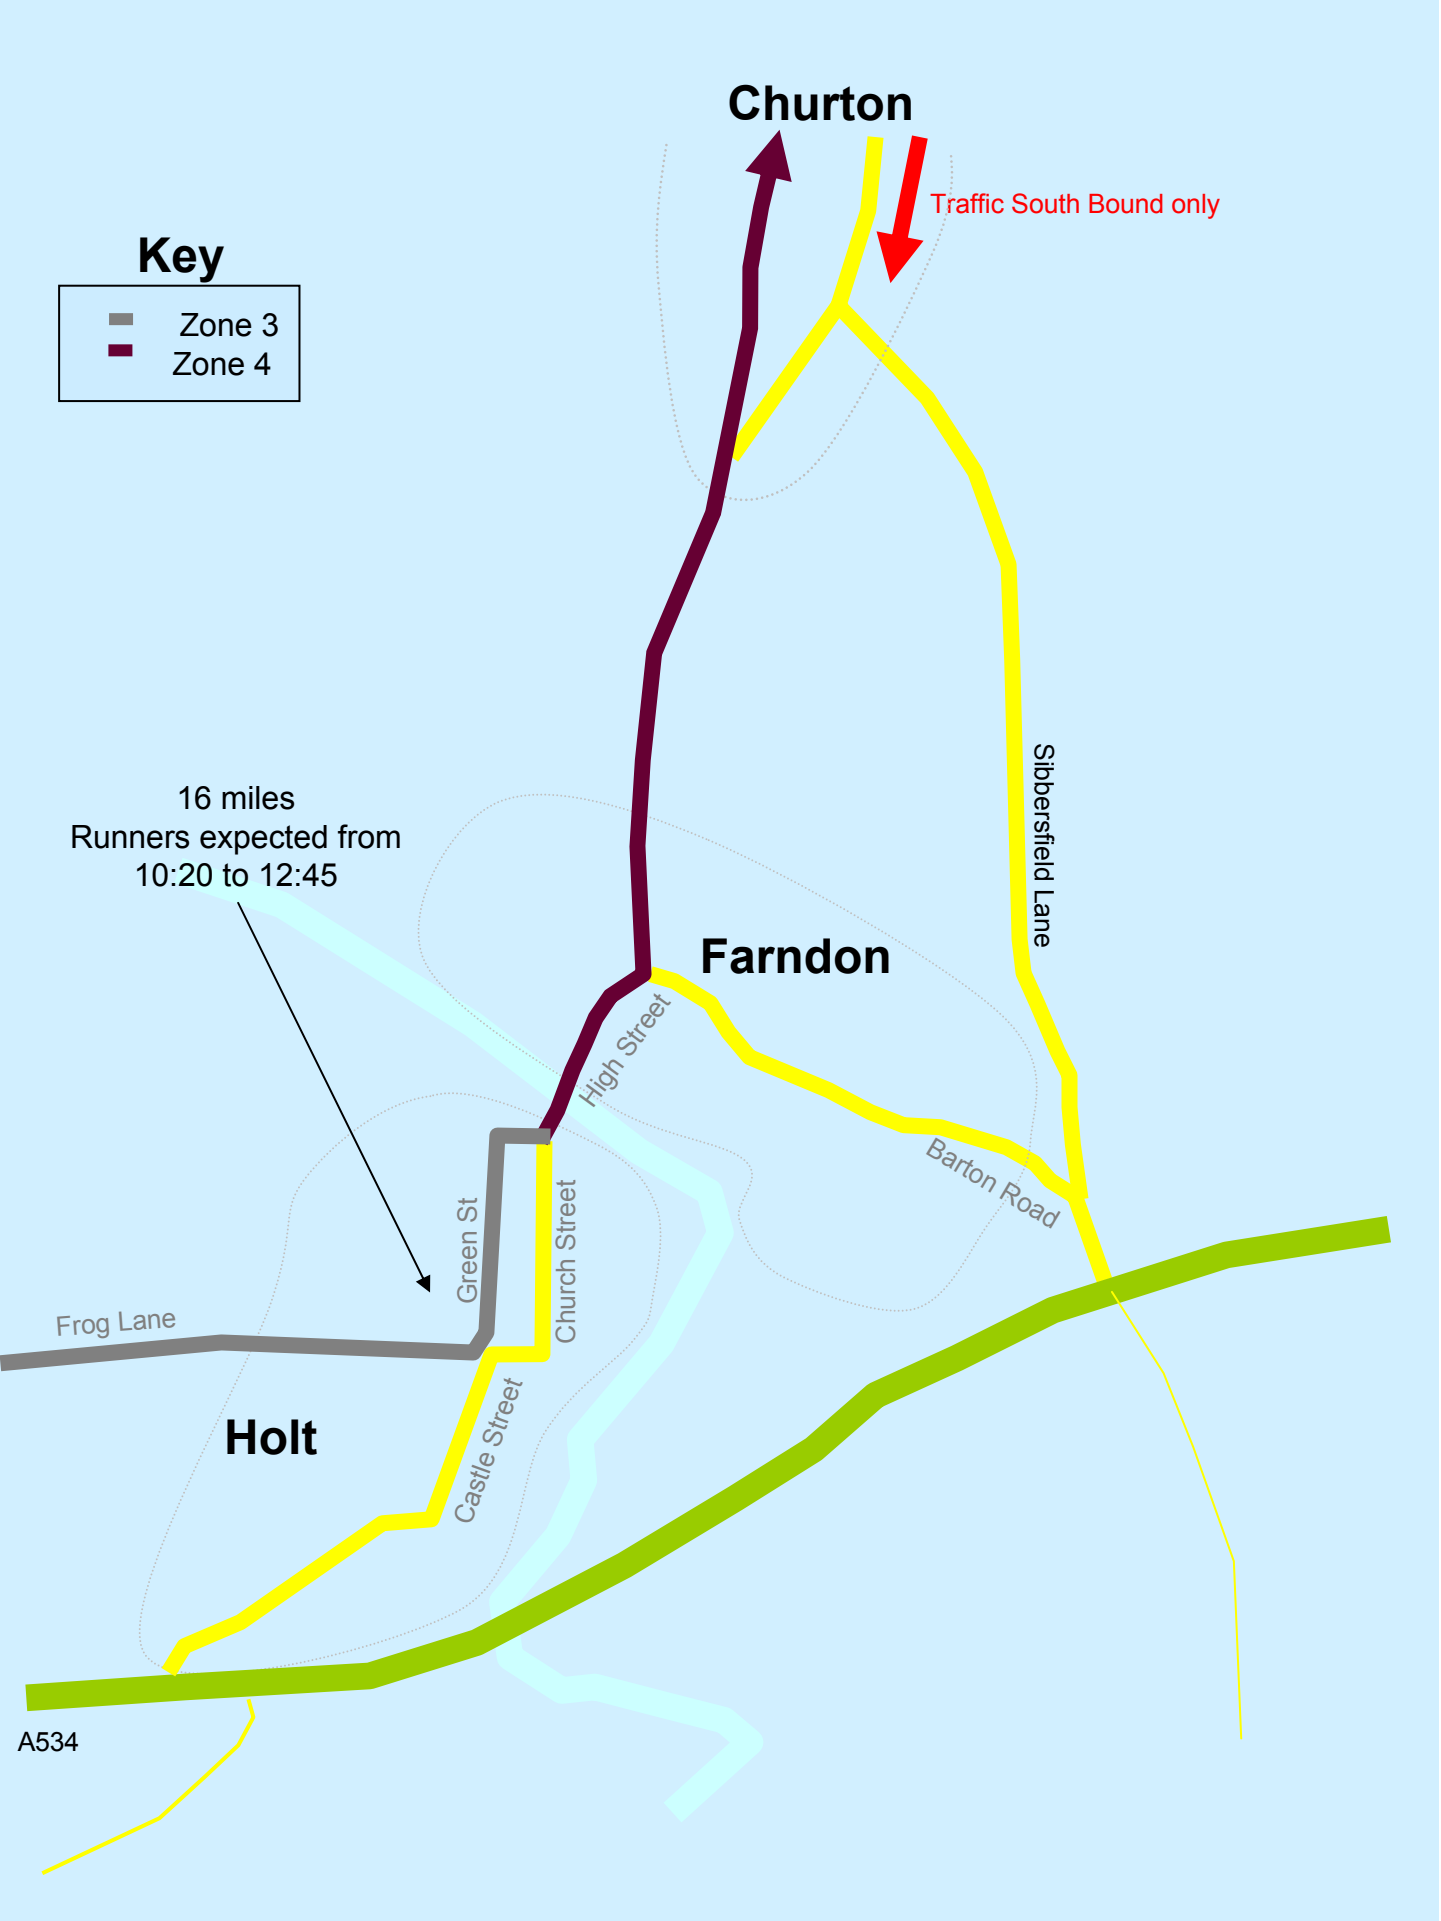 Churton
Traffic South Bound only
Key
Zone 3
Zone 4
Sibbersfield Lane
16 miles
Runners expected from
10:20 to 12:45
Farndon
High Street
Barton Road
Green St
Church Street
Frog Lane
Castle Street
Holt
A534